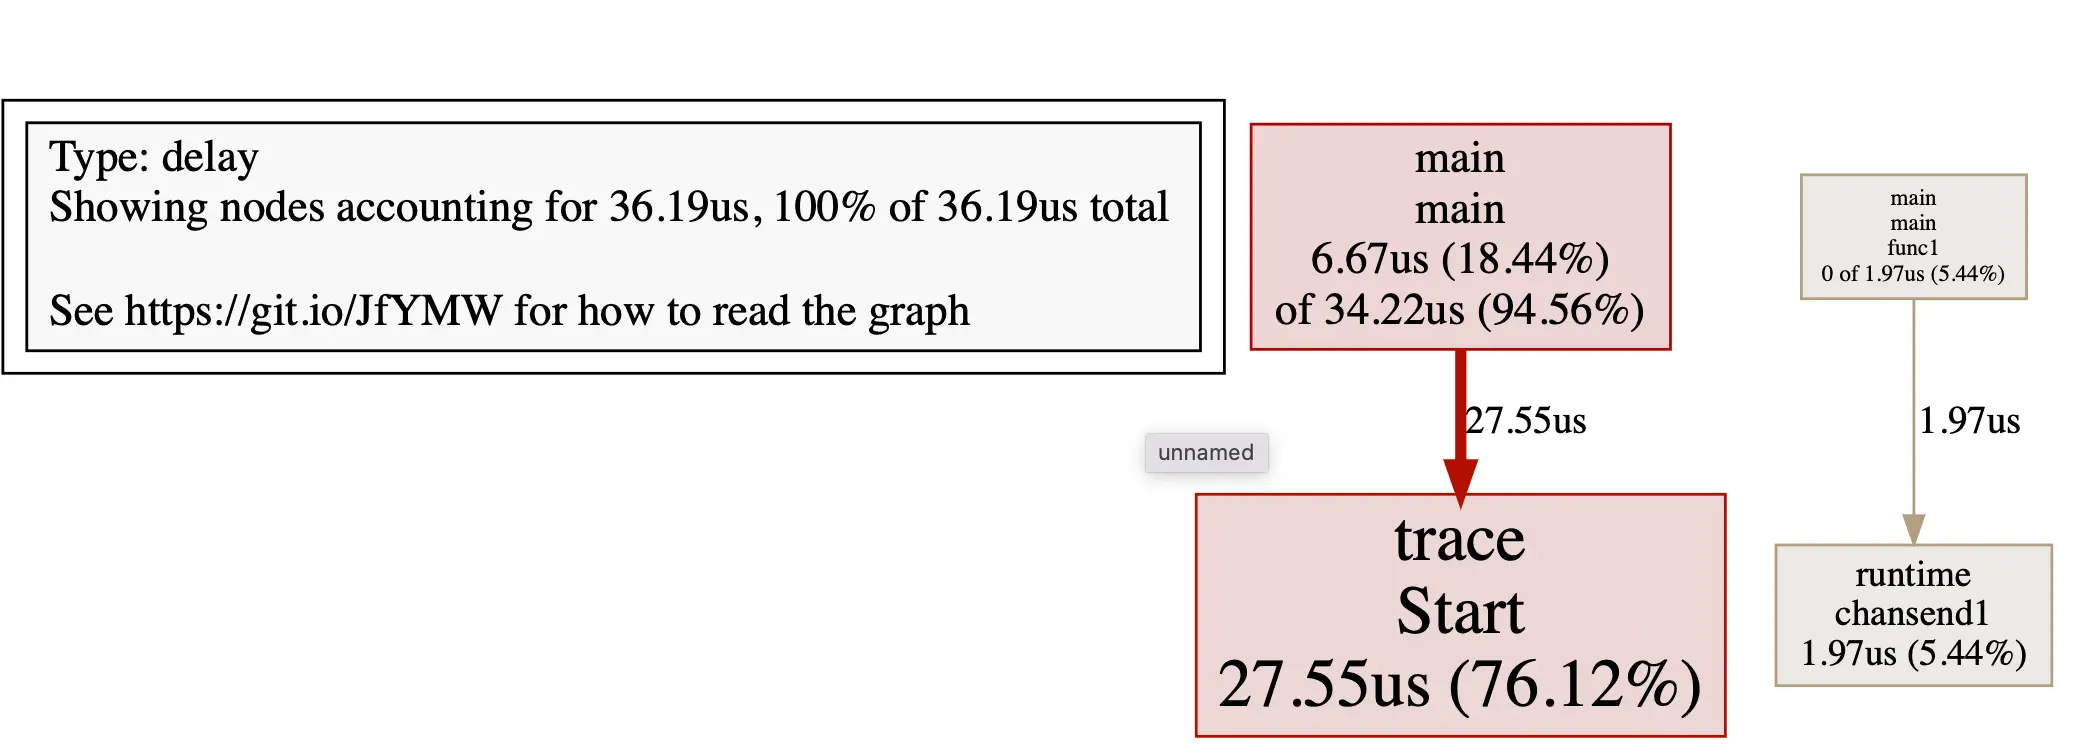 Type: delay
Showing nodes accounting for 36.19us, 100% of 36.19us total
See https://git.io/JfYMW for how to read the graph
main
main
6.67us (18.44%)
of 34.22us (94.56%)
main
main
func1
0 of 1.97us (5.44%)
27.55us
1.97us
unnamed
trace
Start
27.55us (76.12%)
runtime
chansend1
1.97us (5.44%)